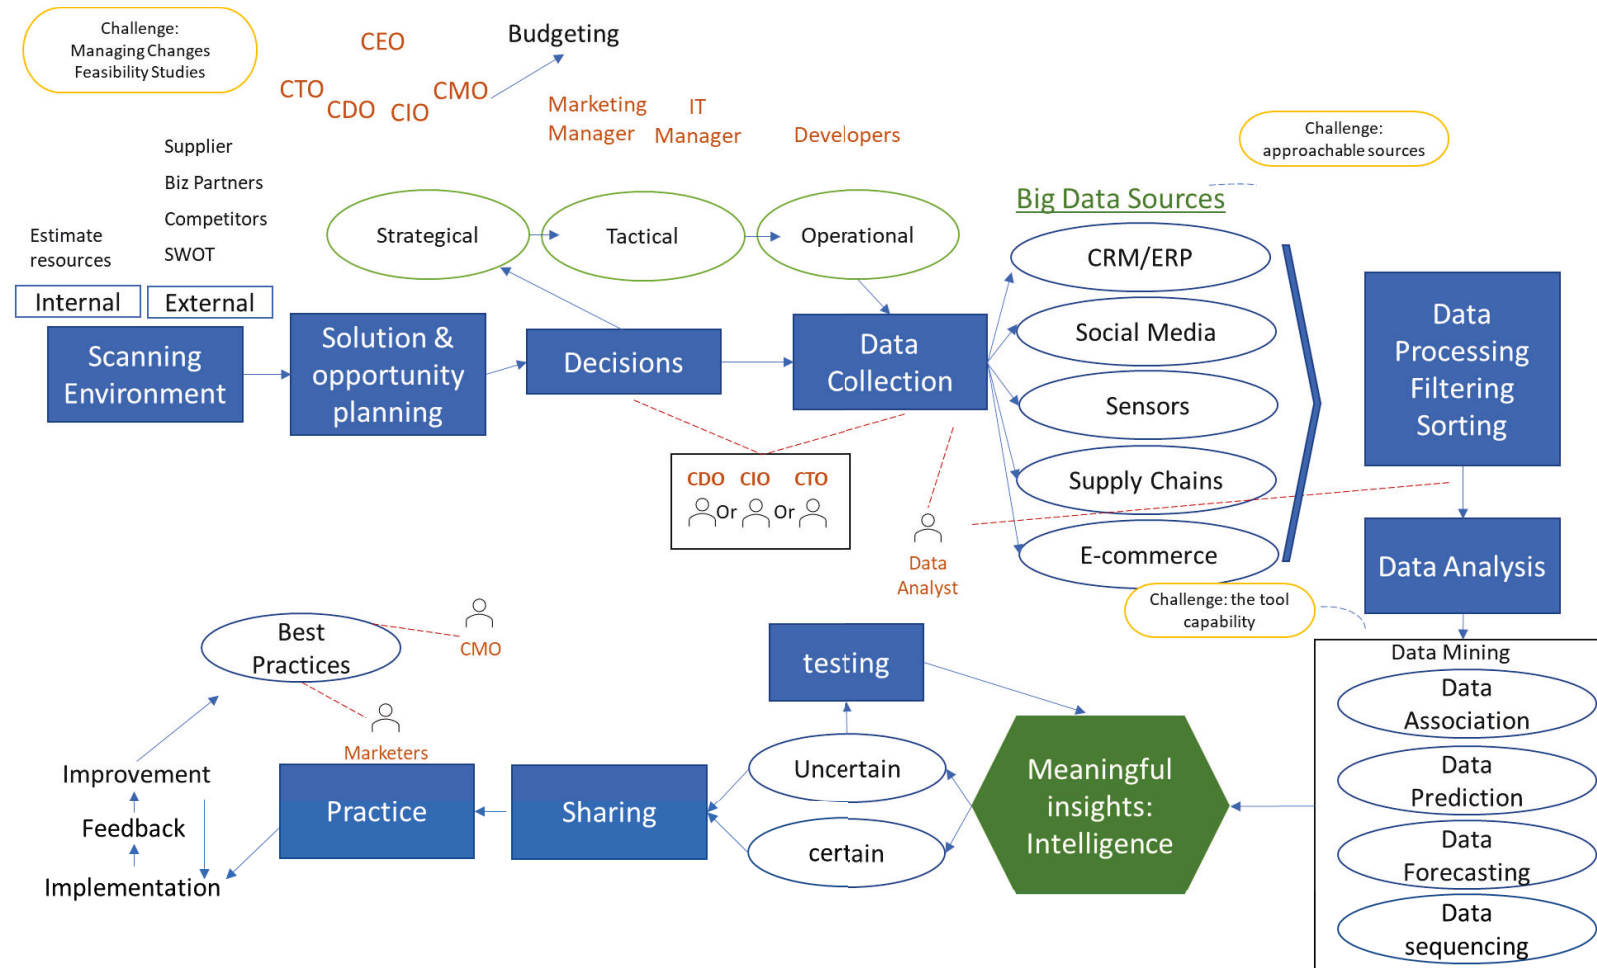 Challenge:
Managing Changes
Feasibility Studies
CEO
Budgeting
CTO
CDO
CIO
CMO
Marketing
Manager
IT
Manager
Developers
Challenge:
approachable sources
Supplier
Biz Partners
Competitors
SWOT
Estimate
resources
Internal
External
Strategical
Tactical
Operational
Big Data Sources
CRM/ERP
Social Media
Sensors
Supply Chains
E-commerce
Scanning
Environment
Solution &
opportunity
planning
Decisions
Data
Collection
Data
Processing
Filtering
Sorting
CDO CIO CTO
Or Or
Data
Analyst
Data Analysis
Challenge: the tool
capability
Data Mining
Data
Association
Data
Prediction
Data
Forecasting
Data
sequencing
Meaningful
insights:
Intelligence
testing
Uncertain
certain
Sharing
Practice
Best
Practices
CMO
Marketers
Improvement
Feedback
Implementation